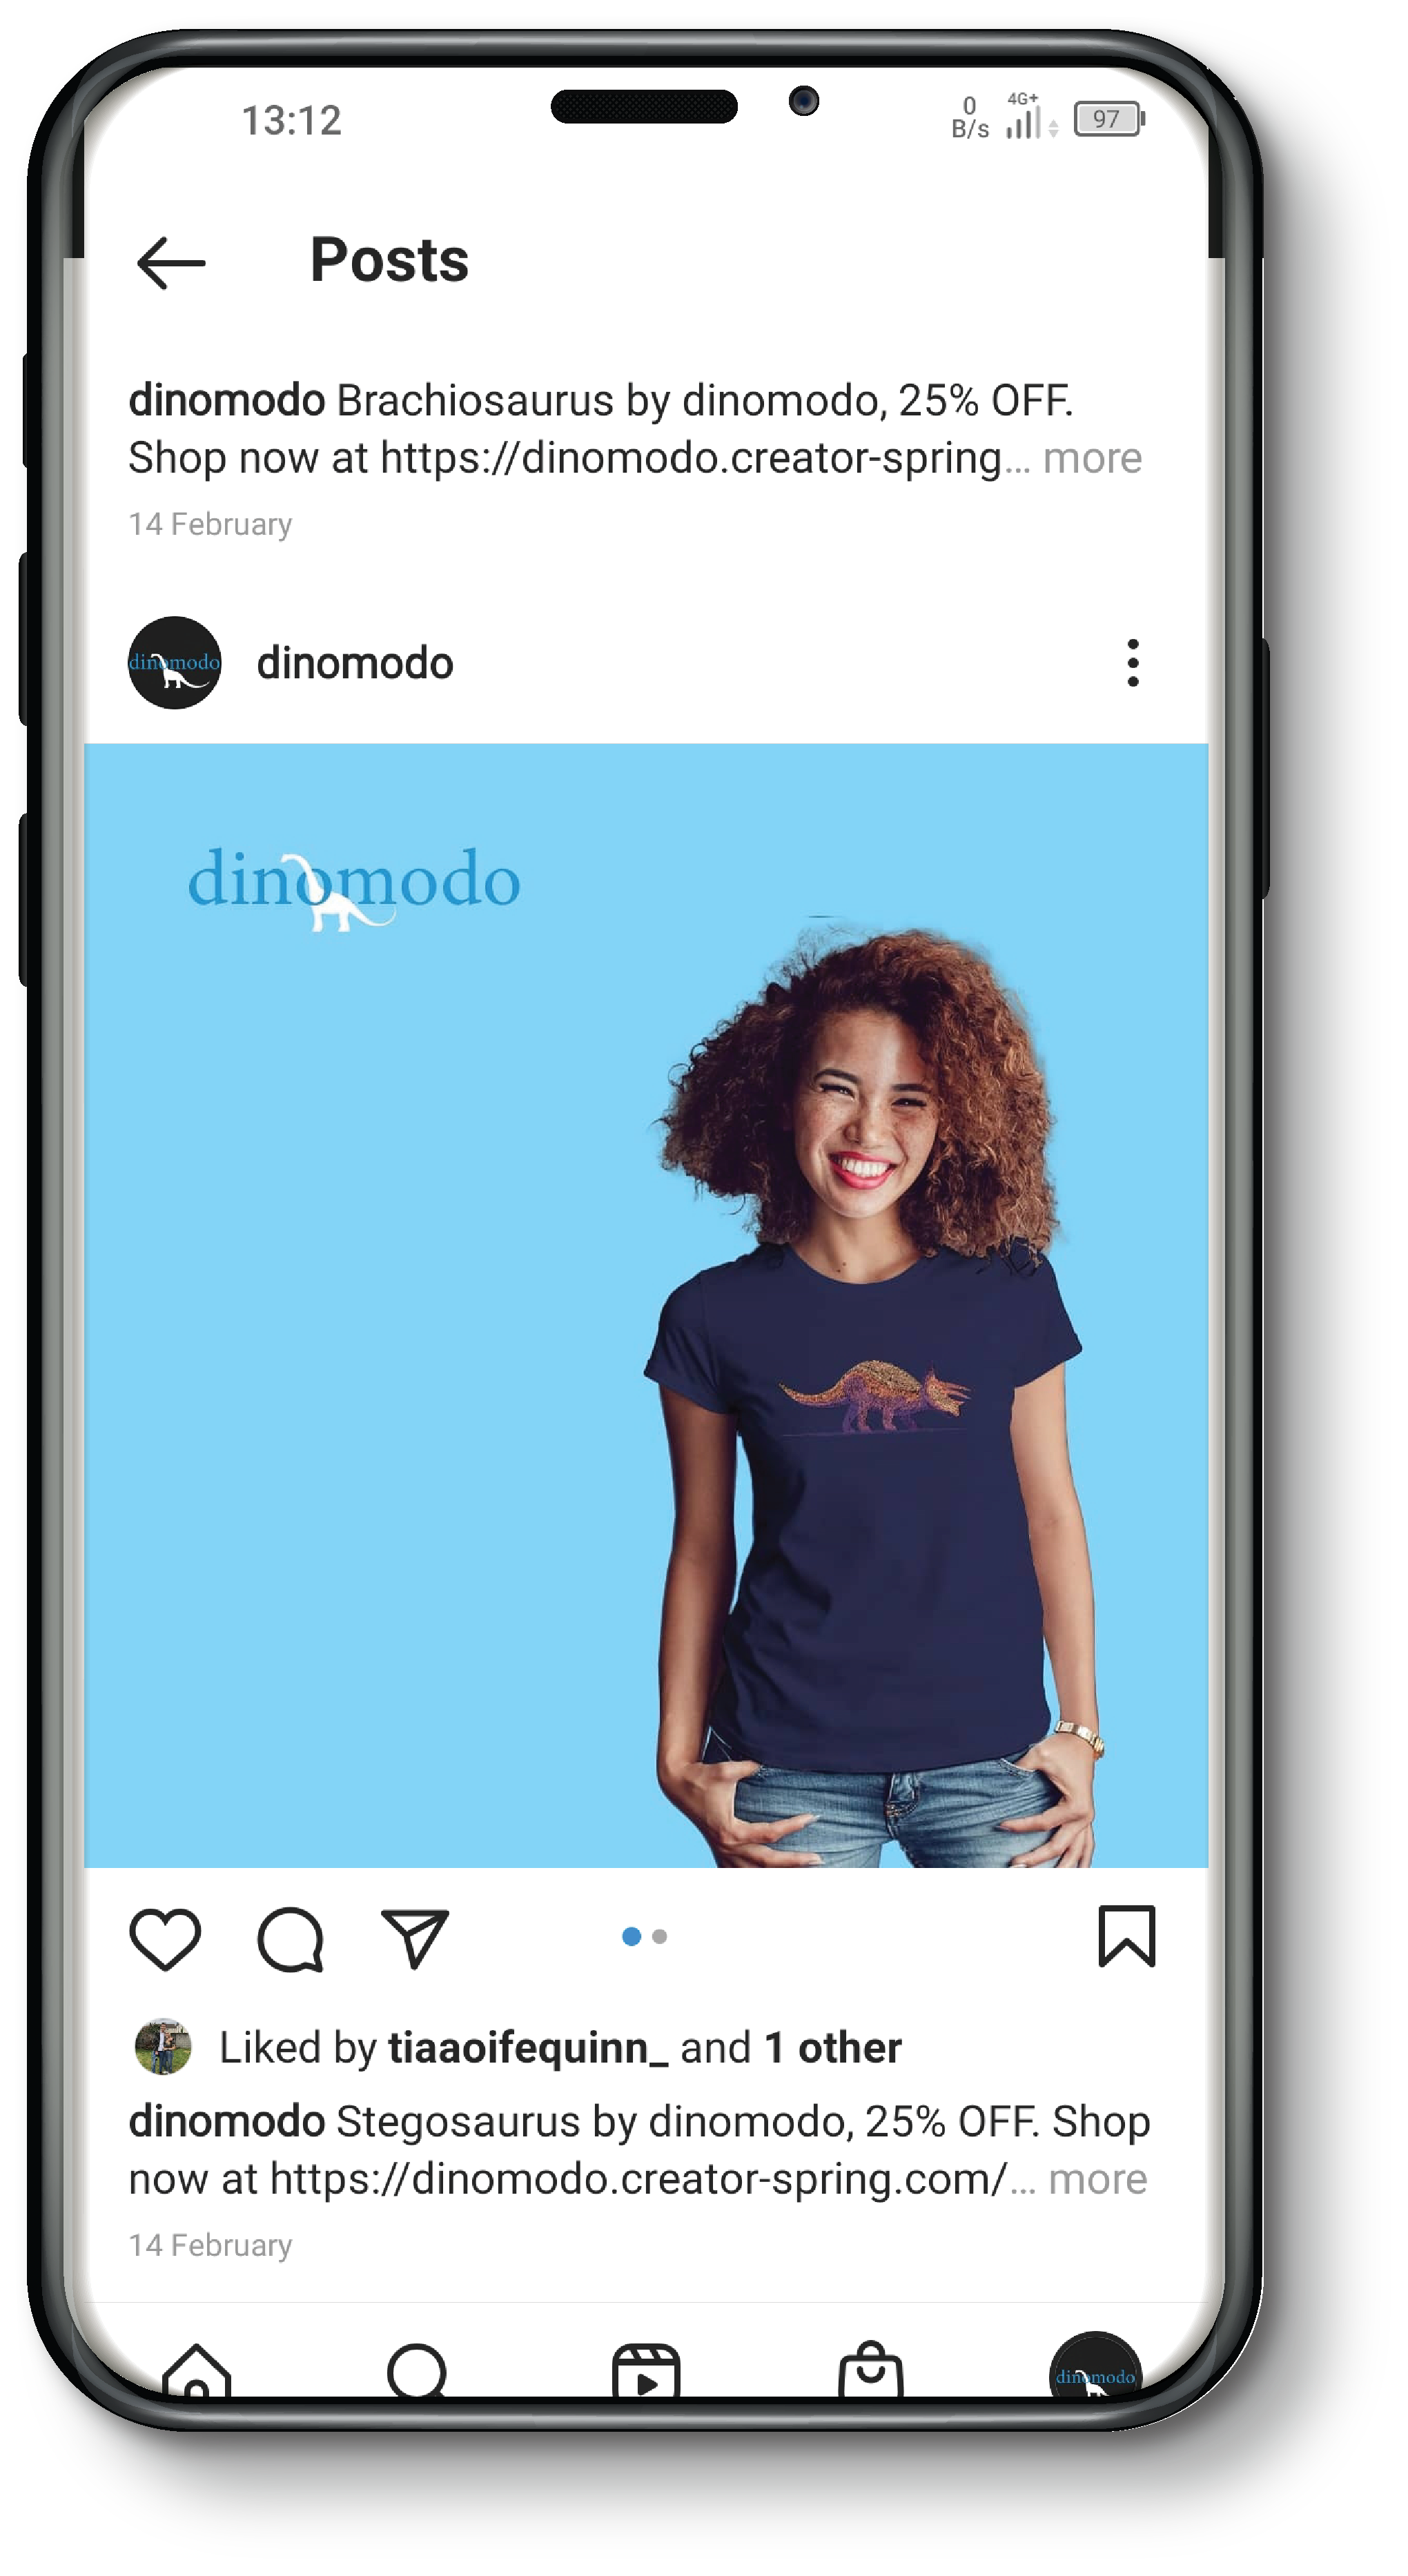 13:12
0
B/s
4G+
97
Posts
dinomodo Brachiosaurus by dinomodo, 25% OFF.
Shop now at https://dinomodo.creator-spring... more
14 February
dinomodo
dinomodo
dinomodo
Liked by tiaaoifequinn_ and 1 other
dinomodo Stegosaurus by dinomodo, 25% OFF. Shop
now at https://dinomodo.creator-spring.com/... more
14 February
dinomodo